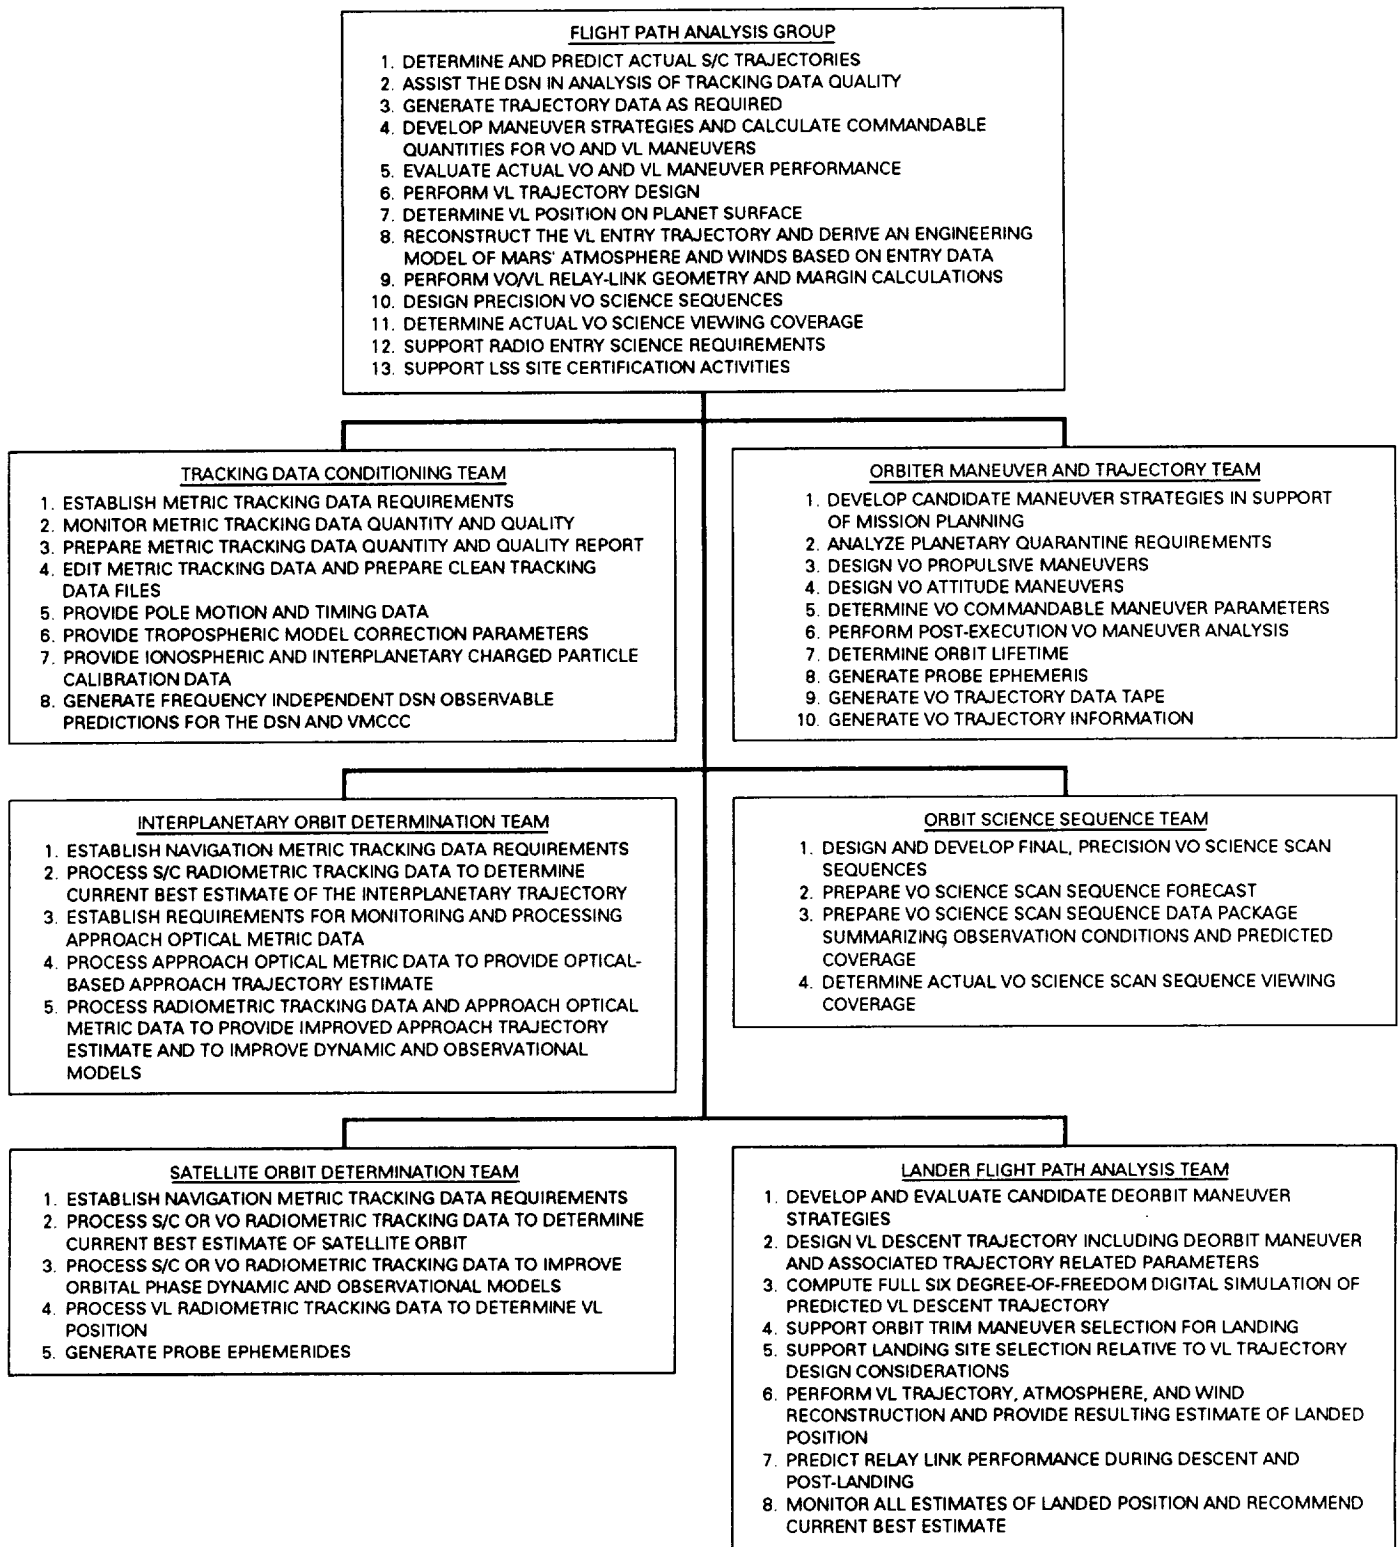 FLIGHT PATH ANALYSIS GROUP
1. DETERMINE AND PREDICT ACTUAL S/C TRAJECTORIES
2. ASSIST THE DSN IN ANALYSIS OF TRACKING DATA QUALITY
3. GENERATE TRAJECTORY DATA AS REQUIRED
4. DEVELOP MANEUVER STRATEGIES AND CALCULATE COMMANDABLE
QUANTITIES FOR VO AND VL MANEUVERS
5. EVALUATE ACTUAL VO AND VL MANEUVER PERFORMANCE
6. PERFORM VL TRAJECTORY DESIGN
7. DETERMINE VL POSITION ON PLANET SURFACE
8. RECONSTRUCT THE VL ENTRY TRAJECTORY AND DERIVE AN ENGINEERING
MODEL OF MARS' ATMOSPHERE AND WINDS BASED ON ENTRY DATA
9. PERFORM VO/VL RELAY-LINK GEOMETRY AND MARGIN CALCULATIONS
10. DESIGN PRECISION VO SCIENCE SEQUENCES
11. DETERMINE ACTUAL VO SCIENCE VIEWING COVERAGE
12. SUPPORT RADIO ENTRY SCIENCE REQUIREMENTS
13. SUPPORT LSS SITE CERTIFICATION ACTIVITIES
TRACKING DATA CONDITIONING TEAM
1. ESTABLISH METRIC TRACKING DATA REQUIREMENTS
2. MONITOR METRIC TRACKING DATA QUANTITY AND QUALITY
3. PREPARE METRIC TRACKING DATA QUANTITY AND QUALITY REPORT
4. EDIT METRIC TRACKING DATA AND PREPARE CLEAN TRACKING
DATA FILES
5. PROVIDE POLE MOTION AND TIMING DATA
6. PROVIDE TROPOSPHERIC MODEL CORRECTION PARAMETERS
7. PROVIDE IONOSPHERIC AND INTERPLANETARY CHARGED PARTICLE
CALIBRATION DATA
8. GENERATE FREQUENCY INDEPENDENT DSN OBSERVABLE
PREDICTIONS FOR THE DSN AND VMCCC
ORBITER MANEUVER AND TRAJECTORY TEAM
1. DEVELOP CANDIDATE MANEUVER STRATEGIES IN SUPPORT
OF MISSION PLANNING
2. ANALYZE PLANETARY QUARANTINE REQUIREMENTS
3. DESIGN VO PROPULSIVE MANEUVERS
4. DESIGN VO ATTITUDE MANEUVERS
5. DETERMINE VO COMMANDABLE MANEUVER PARAMETERS
6. PERFORM POST-EXECUTION VO MANEUVER ANALYSIS
7. DETERMINE ORBIT LIFETIME
8. GENERATE PROBE EPHEMERIS
9. GENERATE VO TRAJECTORY DATA TAPE
10. GENERATE VO TRAJECTORY INFORMATION
INTERPLANETARY ORBIT DETERMINATION TEAM
1. ESTABLISH NAVIGATION METRIC TRACKING DATA REQUIREMENTS
2. PROCESS S/C RADIOMETRIC TRACKING DATA TO DETERMINE
CURRENT BEST ESTIMATE OF THE INTERPLANETARY TRAJECTORY
3. ESTABLISH REQUIREMENTS FOR MONITORING AND PROCESSING
APPROACH OPTICAL METRIC DATA
4. PROCESS APPROACH OPTICAL METRIC DATA TO PROVIDE OPTICAL-
BASED APPROACH TRAJECTORY ESTIMATE
5. PROCESS RADIOMETRIC TRACKING DATA AND APPROACH OPTICAL
METRIC DATA TO PROVIDE IMPROVED APPROACH TRAJECTORY
ESTIMATE AND TO IMPROVE DYNAMIC AND OBSERVATIONAL
MODELS
ORBIT SCIENCE SEQUENCE TEAM
1. DESIGN AND DEVELOP FINAL, PRECISION VO SCIENCE SCAN
SEQUENCES
2. PREPARE VO SCIENCE SCAN SEQUENCE FORECAST
3. PREPARE VO SCIENCE SCAN SEQUENCE DATA PACKAGE
SUMMARIZING OBSERVATION CONDITIONS AND PREDICTED
COVERAGE
4. DETERMINE ACTUAL VO SCIENCE SCAN SEQUENCE VIEWING
COVERAGE
SATELLITE ORBIT DETERMINATION TEAM
1. ESTABLISH NAVIGATION METRIC TRACKING DATA REQUIREMENTS
2. PROCESS S/C OR VO RADIOMETRIC TRACKING DATA TO DETERMINE
CURRENT BEST ESTIMATE OF SATELLITE ORBIT
3. PROCESS S/C OR VO RADIOMETRIC TRACKING DATA TO IMPROVE
ORBITAL PHASE DYNAMIC AND OBSERVATIONAL MODELS
4. PROCESS VL RADIOMETRIC TRACKING DATA TO DETERMINE VL
POSITION
5. GENERATE PROBE EPHEMERIDES
LANDER FLIGHT PATH ANALYSIS TEAM
1. DEVELOP AND EVALUATE CANDIDATE DEORBIT MANEUVER
STRATEGIES
2. DESIGN VL DESCENT TRAJECTORY INCLUDING DEORBIT MANEUVER
AND ASSOCIATED TRAJECTORY RELATED PARAMETERS
3. COMPUTE FULL SIX DEGREE-OF-FREEDOM DIGITAL SIMULATION OF
PREDICTED VL DESCENT TRAJECTORY
4. SUPPORT ORBIT TRIM MANEUVER SELECTION FOR LANDING
5. SUPPORT LANDING SITE SELECTION RELATIVE TO VL TRAJECTORY
DESIGN CONSIDERATIONS
6. PERFORM VL TRAJECTORY, ATMOSPHERE, AND WIND
RECONSTRUCTION AND PROVIDE RESULTING ESTIMATE OF LANDED
POSITION
7. PREDICT RELAY LINK PERFORMANCE DURING DESCENT AND
POST-LANDING
8. MONITOR ALL ESTIMATES OF LANDED POSITION AND RECOMMEND
CURRENT BEST ESTIMATE